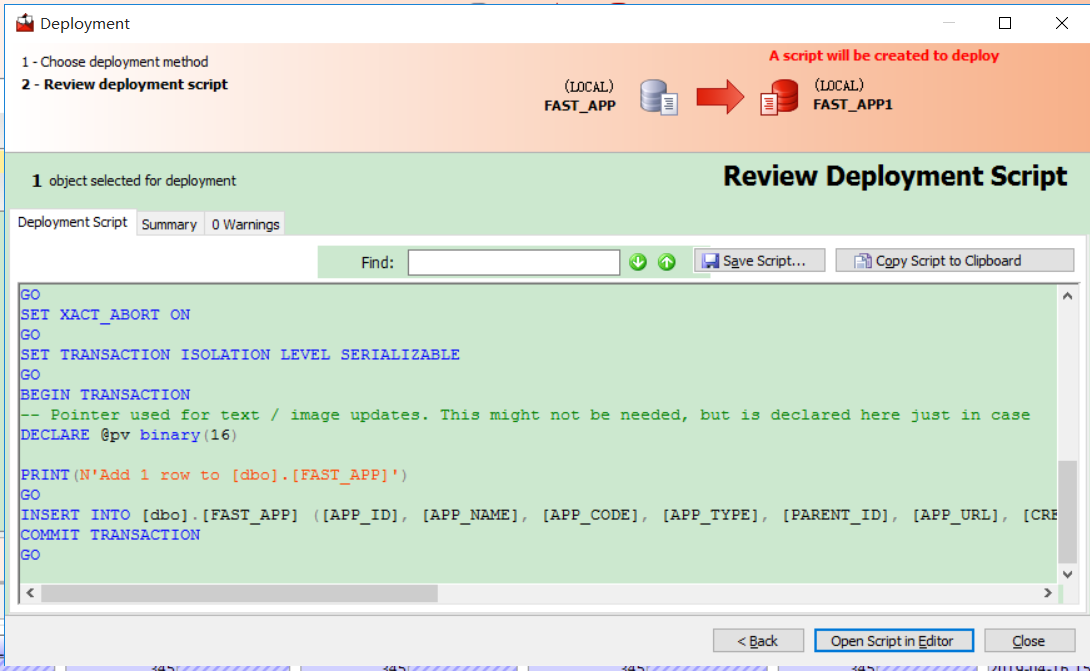 Deployment
1 - Choose deployment method
2 - Review deployment script
A script will be created to deploy
(LOCAL)
FAST_APP
(LOCAL)
FAST_APP1
1 object selected for deployment
Review Deployment Script
Deployment Script
Summary
0 Warnings
Find:
Save Script...
Copy Script to Clipboard
GO
SET XACT_ABORT ON
GO
SET TRANSACTION ISOLATION LEVEL SERIALIZABLE
GO
BEGIN TRANSACTION
-- Pointer used for text / image updates. This might not be needed, but is declared here just in case
DECLARE @pv binary(16)
PRINT(N'Add 1 row to [dbo].[FAST_APP]')
GO
INSERT INTO [dbo].[FAST_APP] ([APP_ID], [APP_NAME], [APP_CODE], [APP_TYPE], [PARENT_ID], [APP_URL], [CRE
COMMIT TRANSACTION
GO
< Back
Open Script in Editor
Close